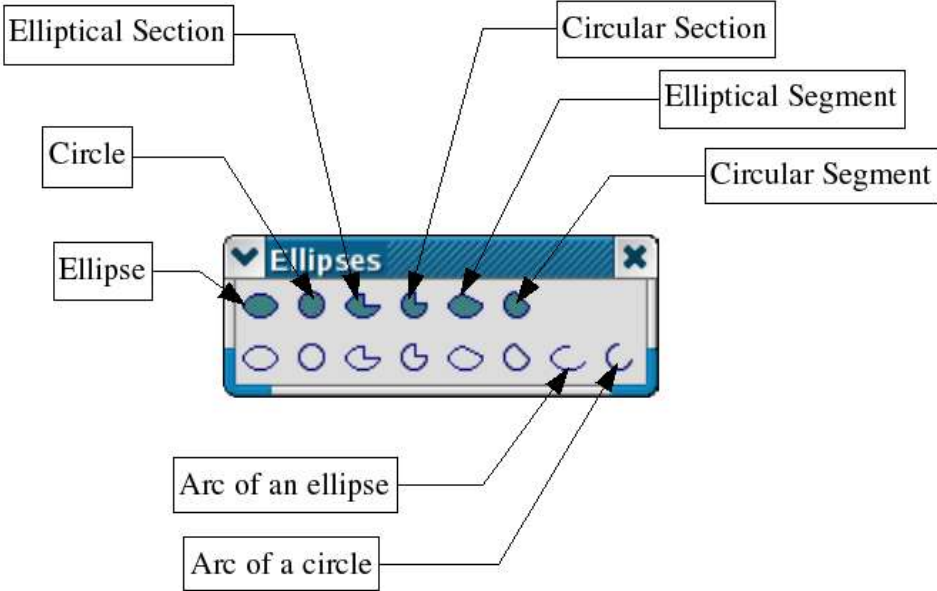 Elliptical Section
Circular Section
Elliptical Segment
Circle
Circular Segment
Ellipse
Ellipses
Arc of an ellipse
Arc of a circle